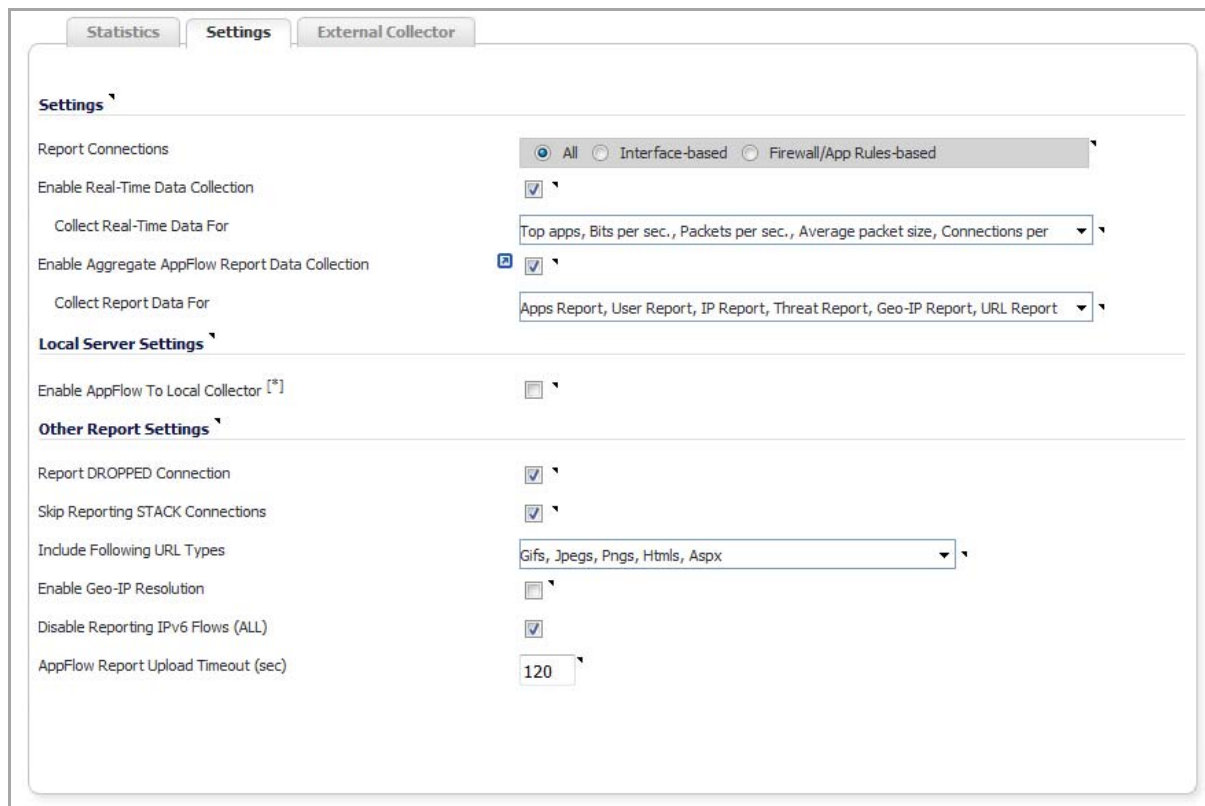 Statistics Settings External Collector
Settings
Report Connections All Interface-based Firewall/App Rules-based
Enable Real-Time Data Collection
Collect Real-Time Data For Top apps, Bits per sec., Packets per sec., Average packet size, Connections per
Enable Aggregate AppFlow Report Data Collection
Collect Report Data For Apps Report, User Report, IP Report, Threat Report, Geo-IP Report, URL Report
Local Server Settings
Enable AppFlow To Local Collector [*]
Other Report Settings
Report DROPPED Connection
Skip Reporting STACK Connections
Include Following URL Types Gifs, Jpegs, Pngs, Htmls, Aspx
Enable Geo-IP Resolution
Disable Reporting IPv6 Flows (ALL)
AppFlow Report Upload Timeout (sec) 120